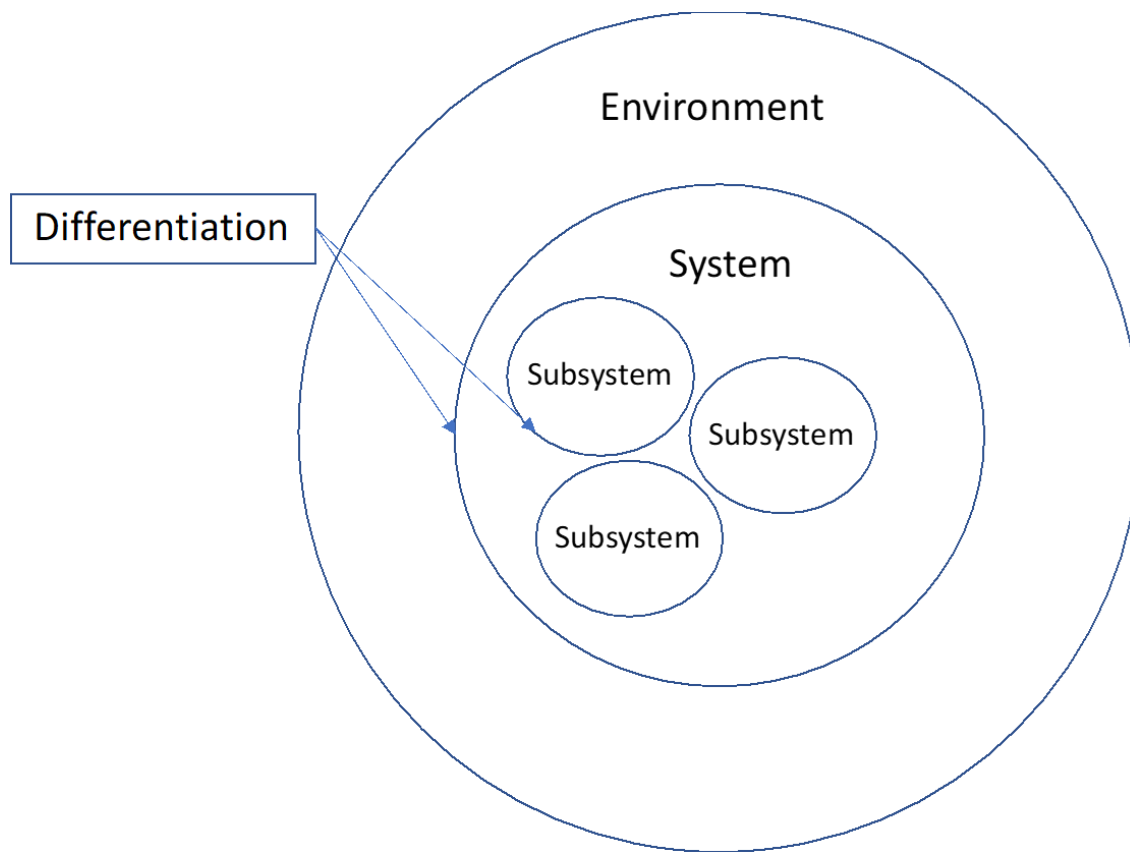 Environment
Differentiation
System
Subsystem
Subsystem
Subsystem